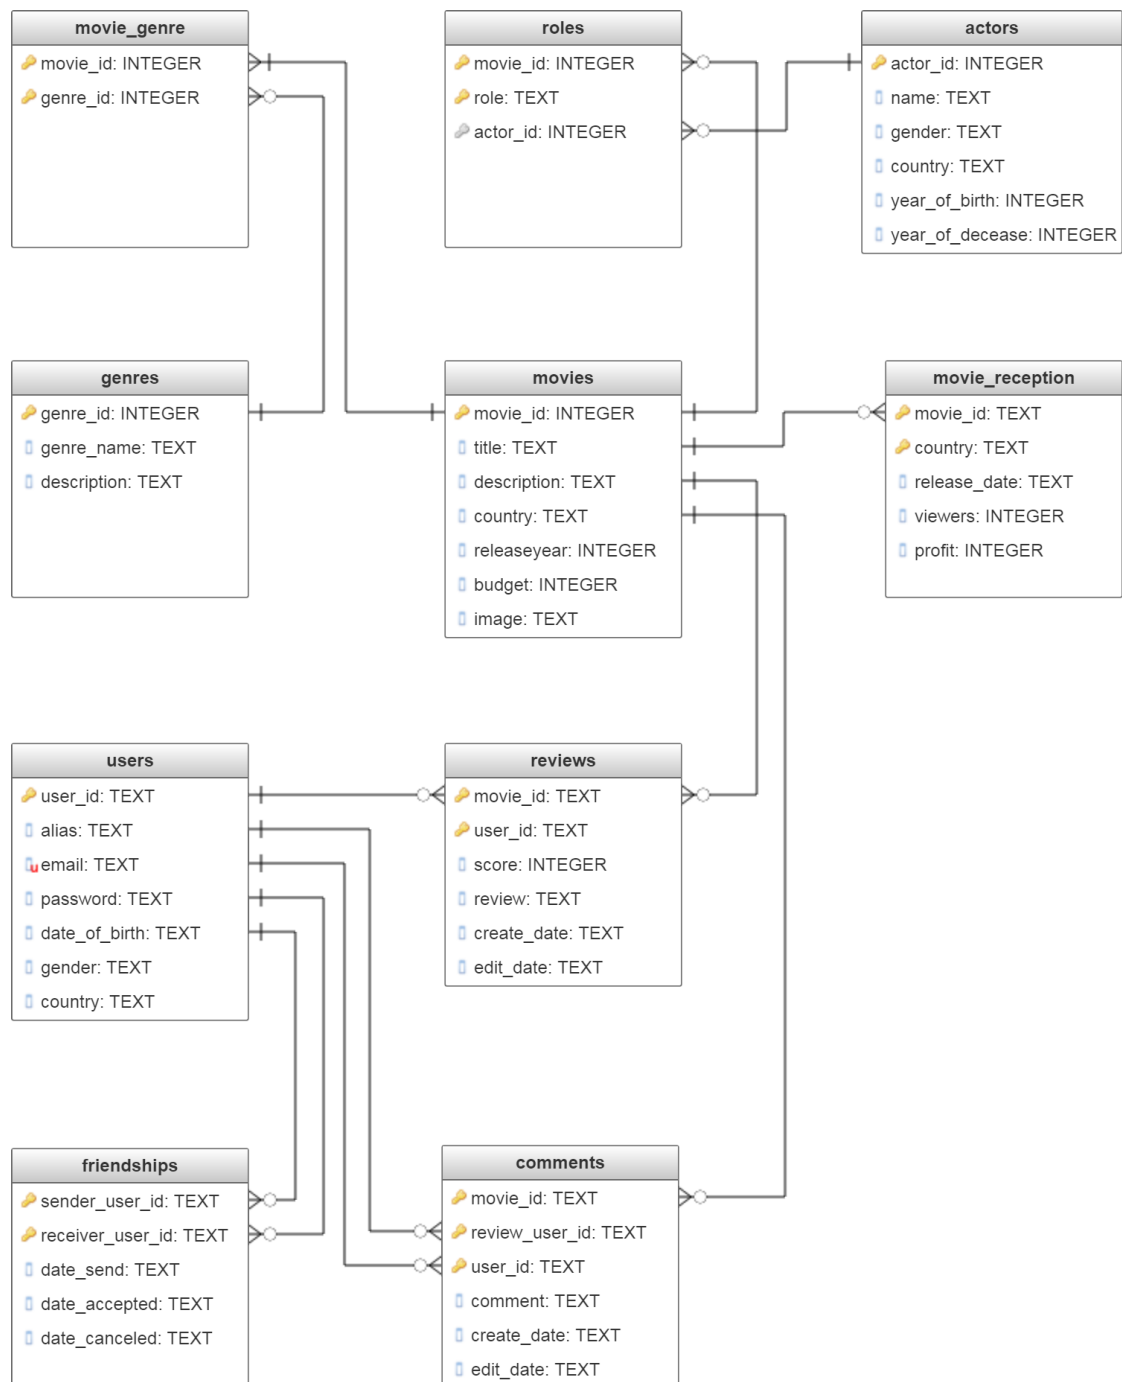 movie_genre
movie_id: INTEGER
genre_id: INTEGER
roles
movie_id: INTEGER
role: TEXT
actor_id: INTEGER
actors
actor_id: INTEGER
name: TEXT
gender: TEXT
country: TEXT
year_of_birth: INTEGER
year_of_decease: INTEGER
genres
genre_id: INTEGER
genre_name: TEXT
description: TEXT
movies
movie_id: INTEGER
title: TEXT
description: TEXT
country: TEXT
releaseyear: INTEGER
budget: INTEGER
image: TEXT
movie_reception
movie_id: TEXT
country: TEXT
release_date: TEXT
viewers: INTEGER
profit: INTEGER
users
user_id: TEXT
alias: TEXT
u
email: TEXT
password: TEXT
date_of_birth: TEXT
gender: TEXT
country: TEXT
reviews
movie_id: TEXT
user_id: TEXT
score: INTEGER
review: TEXT
create_date: TEXT
edit_date: TEXT
friendships
sender_user_id: TEXT
receiver_user_id: TEXT
date_send: TEXT
date_accepted: TEXT
date_canceled: TEXT
comments
movie_id: TEXT
review_user_id: TEXT
user_id: TEXT
comment: TEXT
create_date: TEXT
edit_date: TEXT